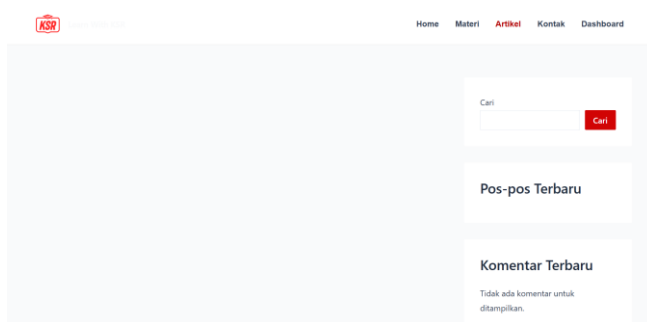 KSR
Home Materi Artikel Kontak Dashboard
Cari
Cari
Pos-pos Terbaru
Komentar Terbaru
Tidak ada komentar untuk
ditampilkan.